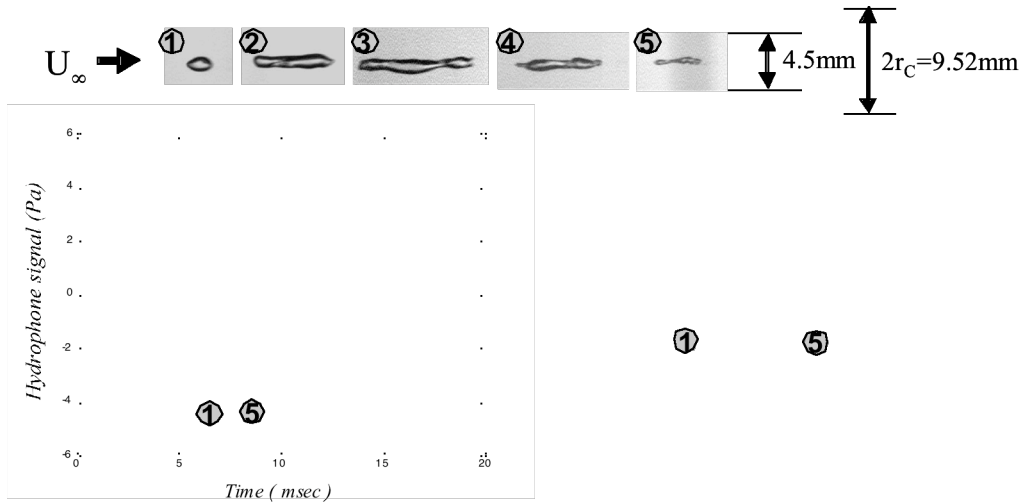 1 2 3 4 5
U∞
4.5mm 2rC=9.52mm
6
4
2
0
-2
-4
-6
Hydrophone signal (Pa)
1 5
1 5
0 5 10 15 20
Time ( msec )